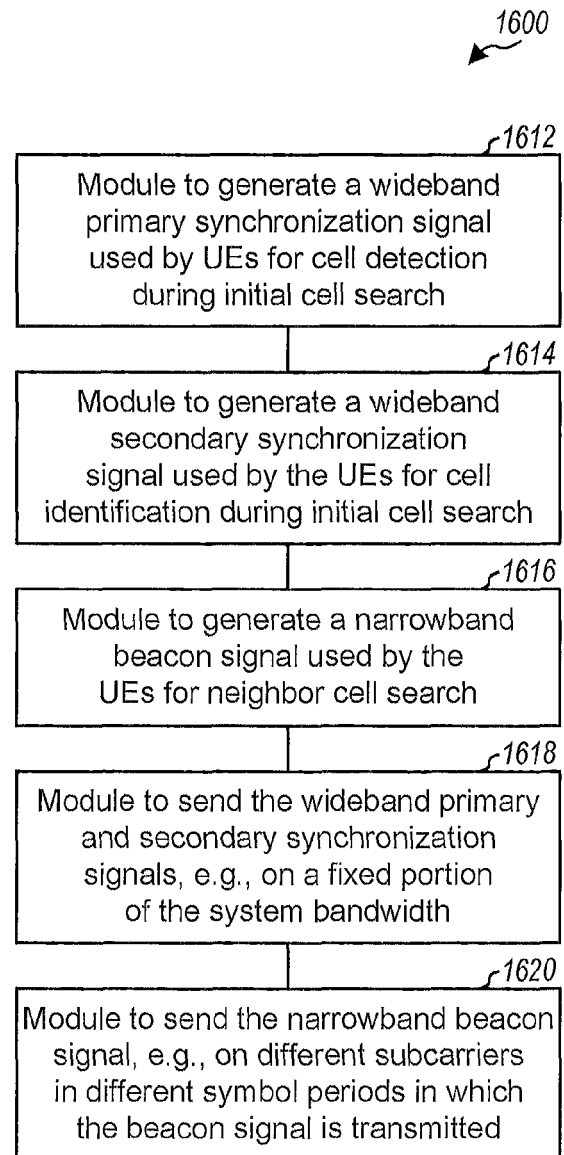 1600
1612
Module to generate a wideband
primary synchronization signal
used by UEs for cell detection
during initial cell search
1614
Module to generate a wideband
secondary synchronization
signal used by the UEs for cell
identification during initial cell search
1616
Module to generate a narrowband
beacon signal used by the
UEs for neighbor cell search
1618
Module to send the wideband primary
and secondary synchronization
signals, e.g., on a fixed portion
of the system bandwidth
1620
Module to send the narrowband beacon
signal, e.g., on different subcarriers
in different symbol periods in which
the beacon signal is transmitted